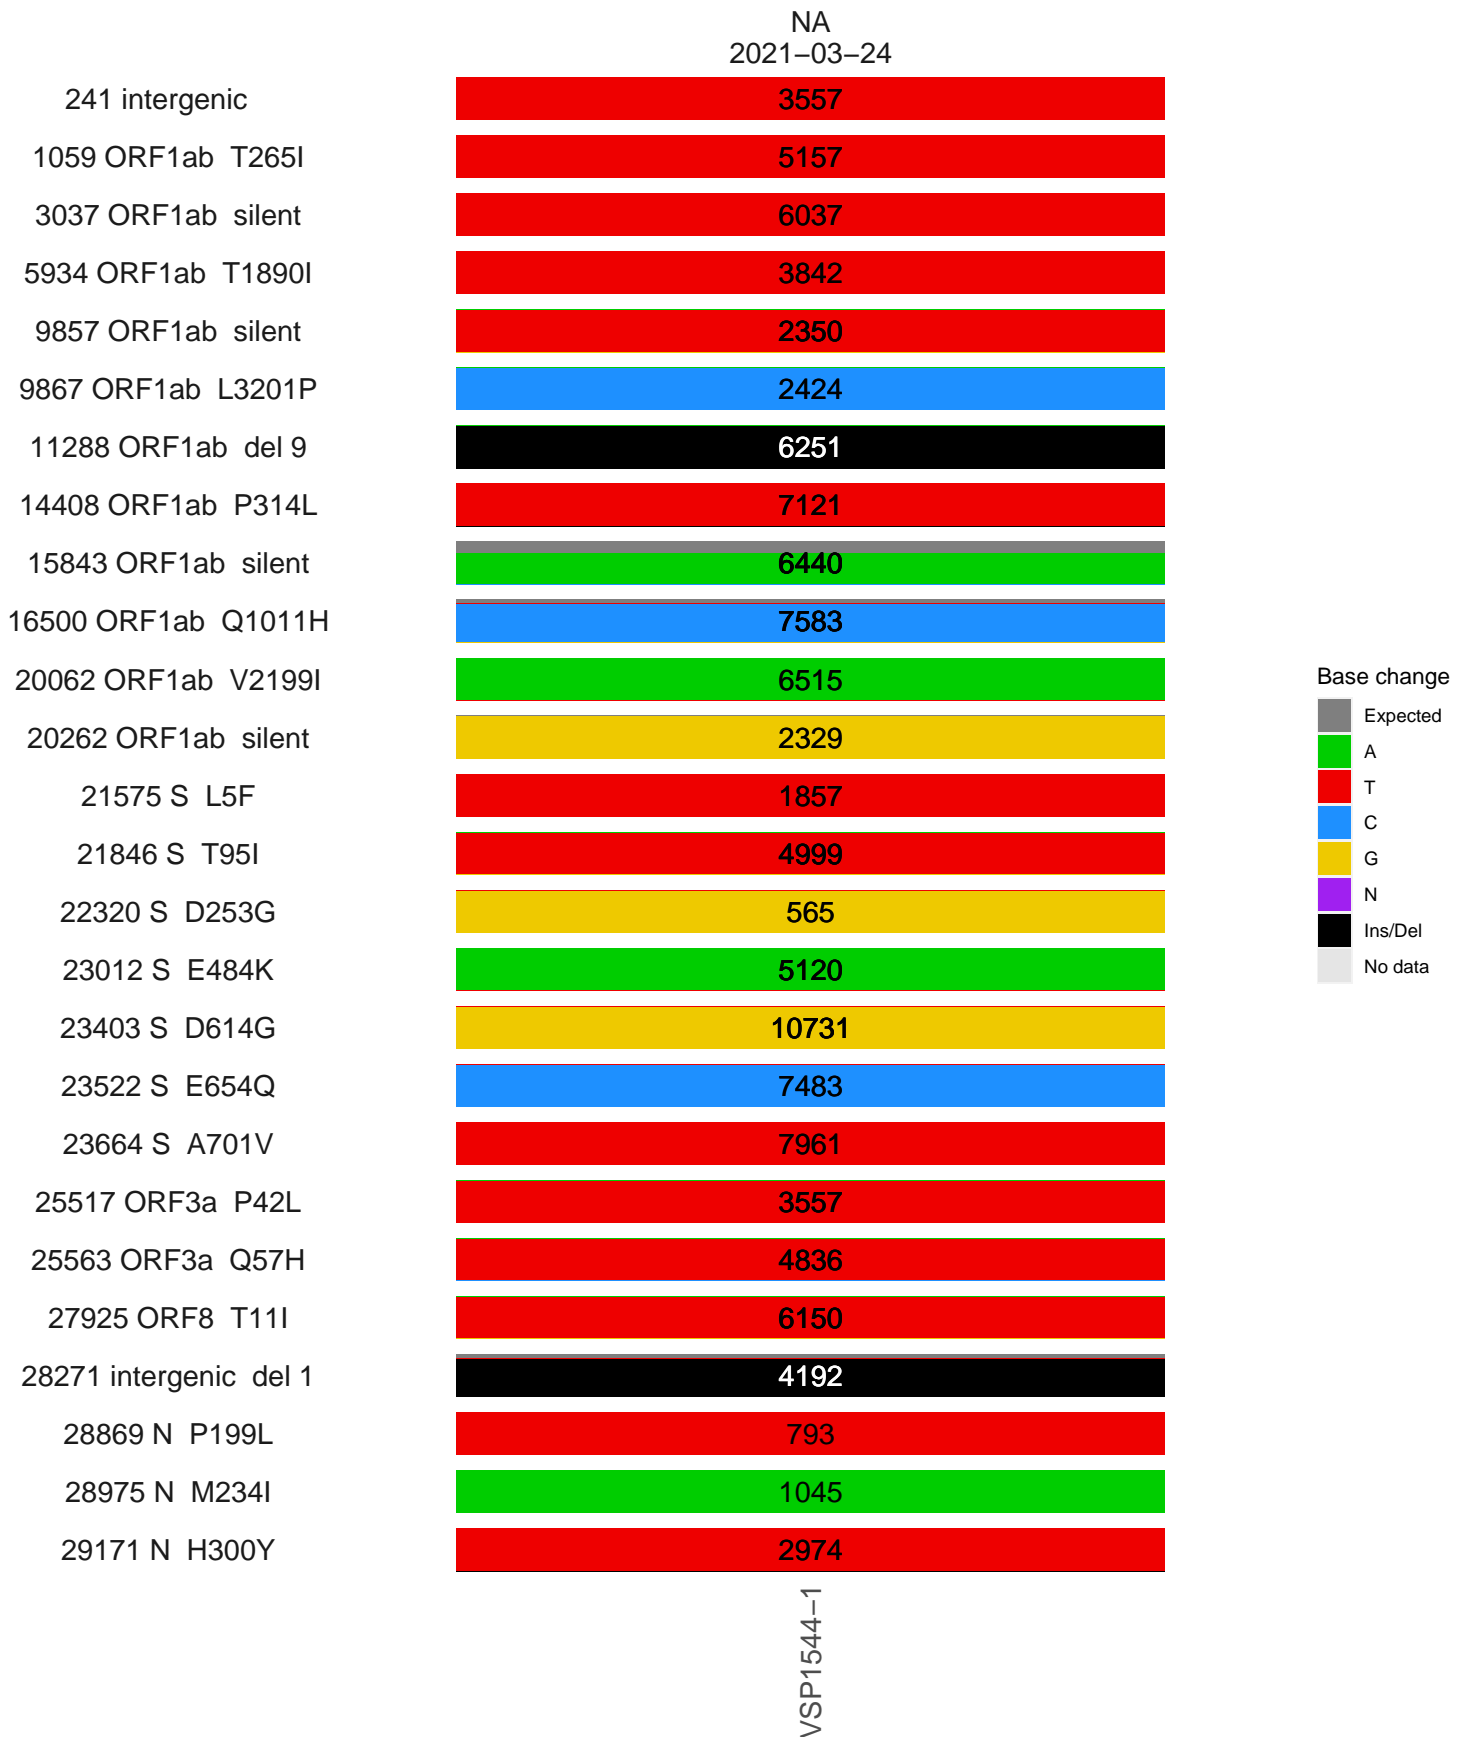 NA
2021−03−24
241 intergenic 3557
1059 ORF1ab T265I 5157
3037 ORF1ab silent 6037
5934 ORF1ab T1890I 3842
9857 ORF1ab silent 2350
9867 ORF1ab L3201P 2424
11288 ORF1ab del 9 6251
14408 ORF1ab P314L 7121
15843 ORF1ab silent 6440
16500 ORF1ab Q1011H 7583
20062 ORF1ab V2199I 6515
20262 ORF1ab silent 2329
21575 S L5F 1857
21846 S T95I 4999
22320 S D253G 565
23012 S E484K 5120
23403 S D614G 10731
23522 S E654Q 7483
23664 S A701V 7961
25517 ORF3a P42L 3557
25563 ORF3a Q57H 4836
27925 ORF8 T11I 6150
28271 intergenic del 1 4192
28869 N P199L 793
28975 N M234I 1045
29171 N H300Y 2974
VSP1544−1
Base change
Expected
A
T
C
G
N
Ins/Del
No data